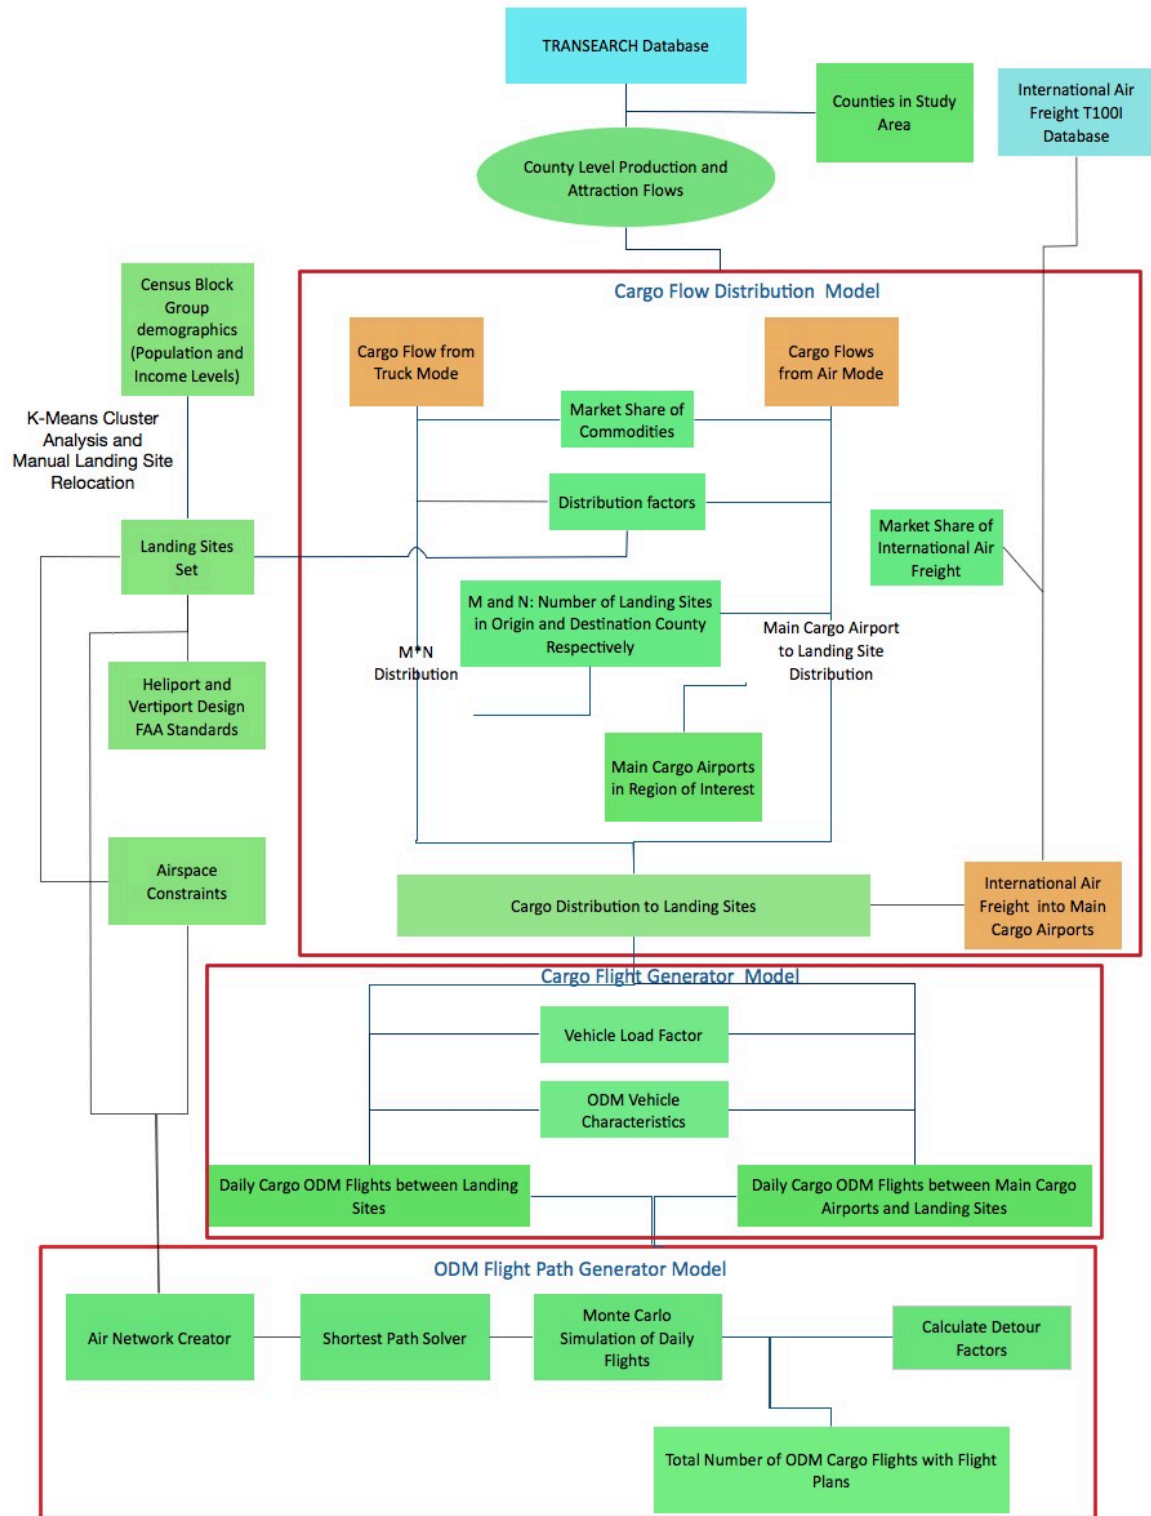 TRANSEARCH Database
Counties in Study
Area
International Air
Freight T100I
Database
County Level Production and
Attraction Flows
Census Block
Group
demographics
(Population and
Income Levels)
K-Means Cluster
Analysis and
Manual Landing Site
Relocation
Landing Sites
Set
Heliport and
Vertiport Design
FAA Standards
Airspace
Constraints
Cargo Flow Distribution Model
Cargo Flow from
Truck Mode
Cargo Flows
from Air Mode
Market Share of
Commodities
Distribution factors
Market Share of
International Air
Freight
M and N: Number of Landing Sites
in Origin and Destination County
Respectively
M*N
Distribution
Main Cargo Airport
to Landing Site
Distribution
Main Cargo Airports
in Region of Interest
Cargo Distribution to Landing Sites
International Air
Freight into Main
Cargo Airports
Cargo Flight Generator Model
Vehicle Load Factor
ODM Vehicle
Characteristics
Daily Cargo ODM Flights between Landing
Sites
Daily Cargo ODM Flights between Main Cargo
Airports and Landing Sites
ODM Flight Path Generator Model
Air Network Creator
Shortest Path Solver
Monte Carlo
Simulation of Daily
Flights
Calculate Detour
Factors
Total Number of ODM Cargo Flights with Flight
Plans